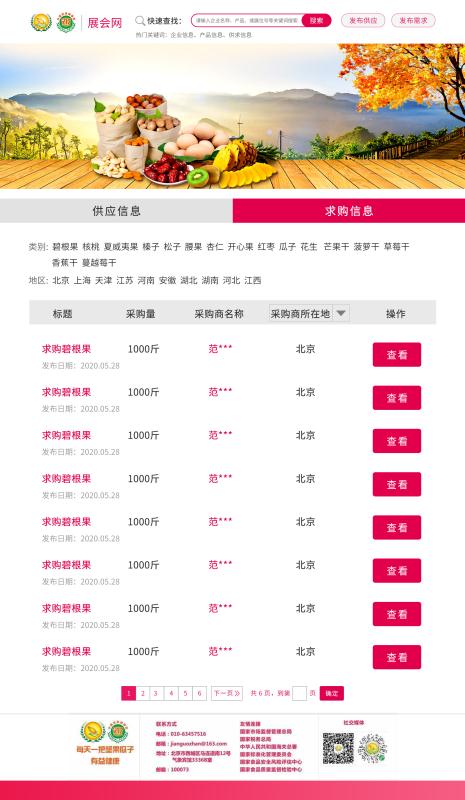 展会网
快速查找：
请输入企业名称、产品、或展位号等关键词搜索
搜索
发布供应
发布需求
热门关键词：企业信息、产品信息、供求信息
供应信息
求购信息
类别: 碧根果 核桃 夏威夷果 榛子 松子 腰果 杏仁 开心果 红枣 瓜子 花生 芒果干 菠萝干 草莓干
香蕉干 蔓越莓干
地区: 北京 上海 天津 江苏 河南 安徽 湖北 湖南 河北 江西
标题 采购量 采购商名称 采购商所在地 操作
求购碧根果 1000斤 范*** 北京 查看
发布日期：2020.05.28
求购碧根果 1000斤 范*** 北京 查看
发布日期：2020.05.28
求购碧根果 1000斤 范*** 北京 查看
发布日期：2020.05.28
求购碧根果 1000斤 范*** 北京 查看
发布日期：2020.05.28
求购碧根果 1000斤 范*** 北京 查看
发布日期：2020.05.28
求购碧根果 1000斤 范*** 北京 查看
发布日期：2020.05.28
求购碧根果 1000斤 范*** 北京 查看
发布日期：2020.05.28
求购碧根果 1000斤 范*** 北京 查看
发布日期：2020.05.28
1 2 3 4 5 6 下一页 共 6 页，到第 页 确定
每天一把坚果瓜子
有益健康
联系方式
电话：010-63457516
邮箱：jianguozhan@163.com
地址：北京市西城区马连道南12号
气象宾馆3336B室
邮编：100073
友情连接
国家市场监督管理总局
国家税务总局
中华人民共和国海关总署
国家标准化管理委员会
国家食品安全风险评估中心
国家食品质量监督检验中心
社交媒体